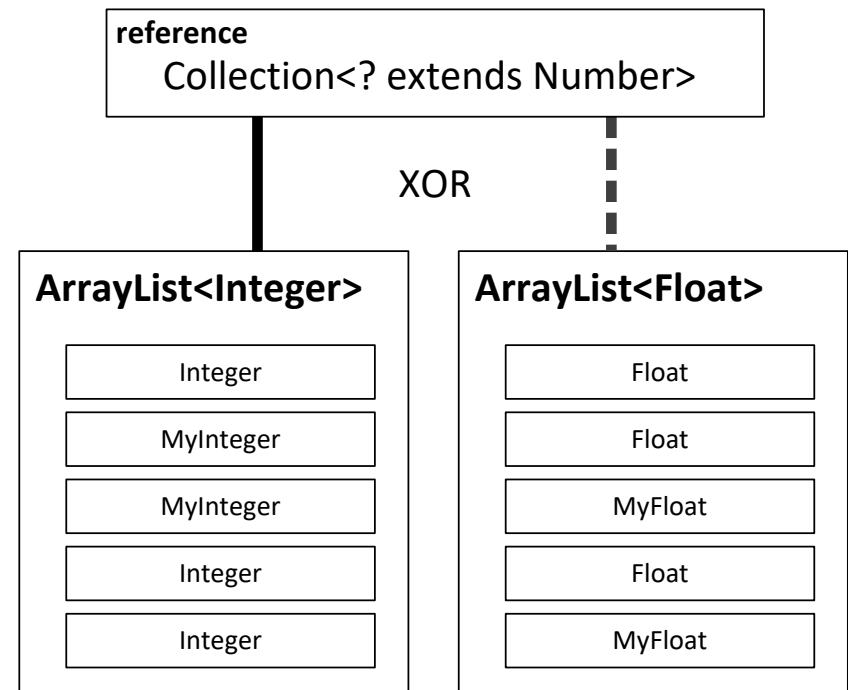 reference
Collection<? extends Number>
XOR
ArrayList<Integer>
Integer
MyInteger
MyInteger
Integer
Integer
ArrayList<Float>
Float
Float
MyFloat
Float
MyFloat